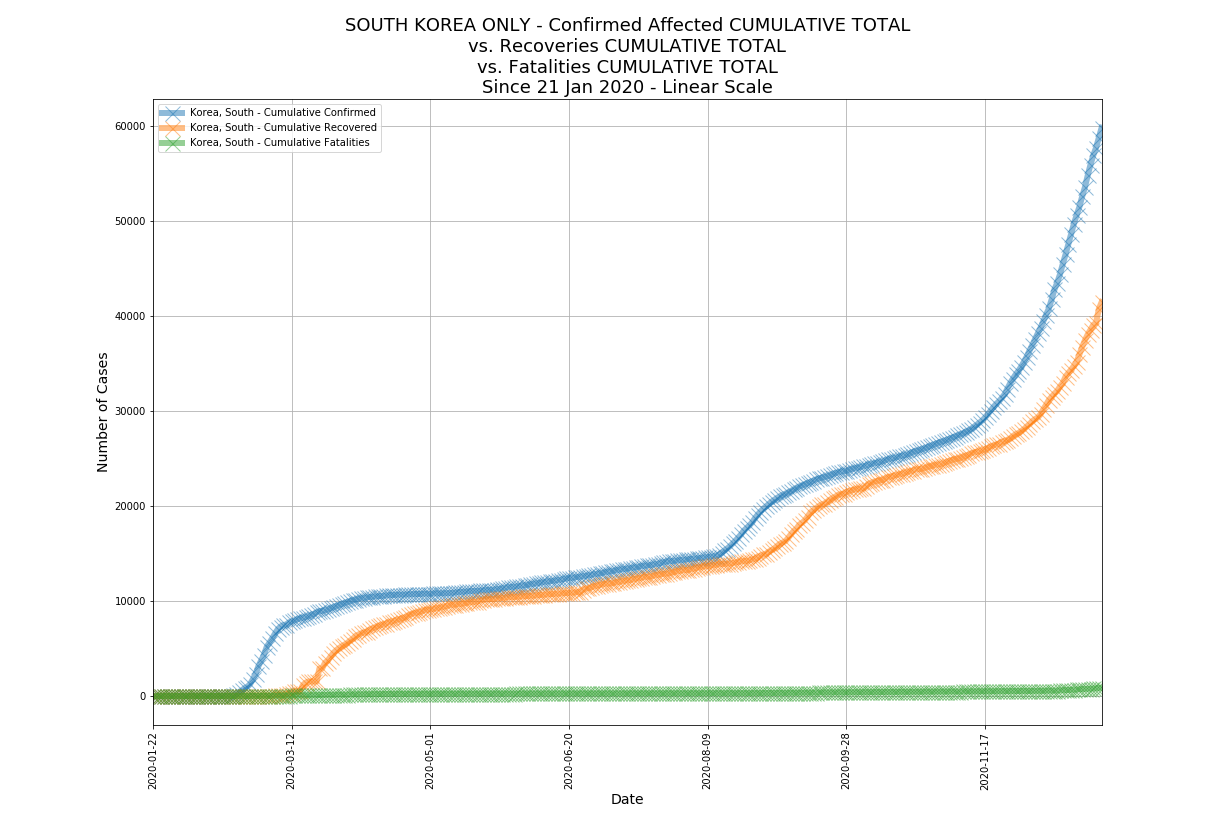 SOUTH KOREA ONLY - Confirmed Affected CUMULATIVE TOTAL
vs. Recoveries CUMULATIVE TOTAL
vs. Fatalities CUMULATIVE TOTAL
Since 21 Jan 2020 - Linear Scale
Korea, South - Cumulative Confirmed
Korea, South - Cumulative Recovered
Korea, South - Cumulative Fatalities
60000
50000
40000
30000
20000
10000
0
Number of Cases
2020-01-22
2020-03-12
2020-05-01
2020-06-20
2020-08-09
2020-09-28
2020-11-17
Date